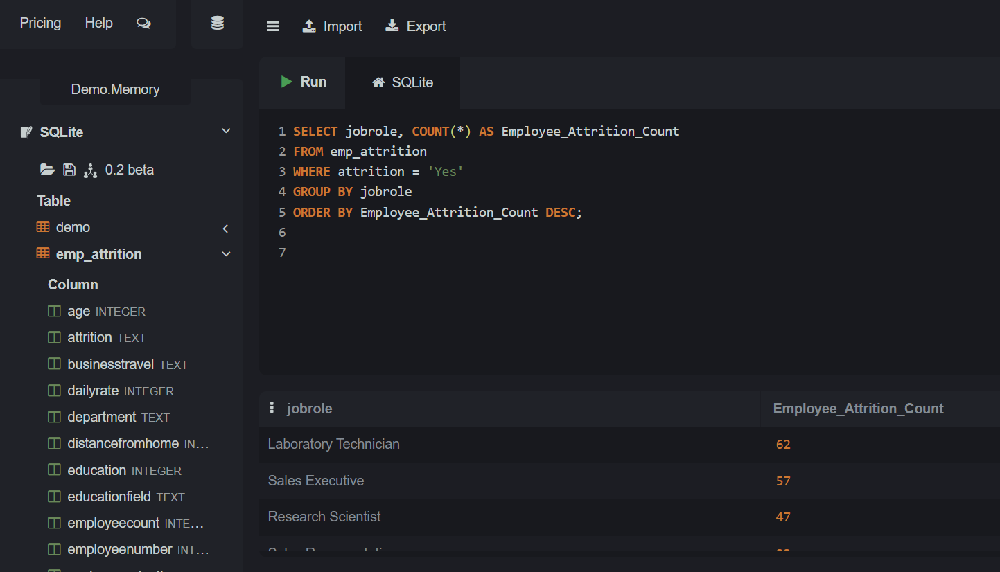 Pricing Help
Import Export
Demo.Memory
Run SQLite
SQLite
0.2 beta
Table
demo
emp_attrition
Column
age INTEGER
attrition TEXT
businesstravel TEXT
dailyrate INTEGER
department TEXT
distancefromhome IN...
education INTEGER
educationfield TEXT
employeecount INTE...
employeenumber INT...
1 SELECT jobrole, COUNT(*) AS Employee_Attrition_Count
2 FROM emp_attrition
3 WHERE attrition = 'Yes'
4 GROUP BY jobrole
5 ORDER BY Employee_Attrition_Count DESC;
6
7
jobrole Employee_Attrition_Count
Laboratory Technician 62
Sales Executive 57
Research Scientist 47
Sales Representative